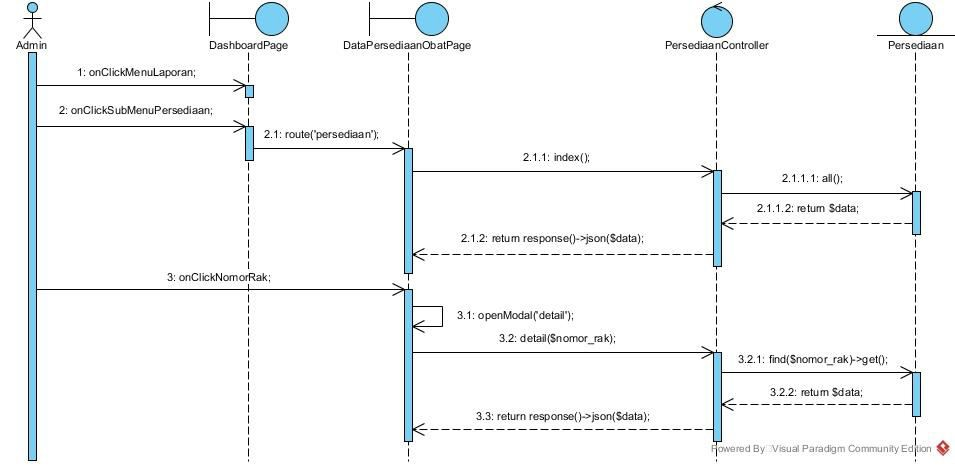 Admin
DashboardPage
DataPersediaanObatPage
PersediaanController
Persediaan
1: onClickMenuLaporan;
2: onClickSubMenuPersediaan;
2.1: route('persediaan');
2.1.1: index();
2.1.1.1: all();
2.1.1.2: return $data;
2.1.2: return response()->json($data);
3: onClickNomorRak;
3.1: openModal('detail');
3.2: detail($nomor_rak);
3.2.1: find($nomor_rak)->get();
3.2.2: return $data;
3.3: return response()->json($data);
Powered By Visual Paradigm Community Edition